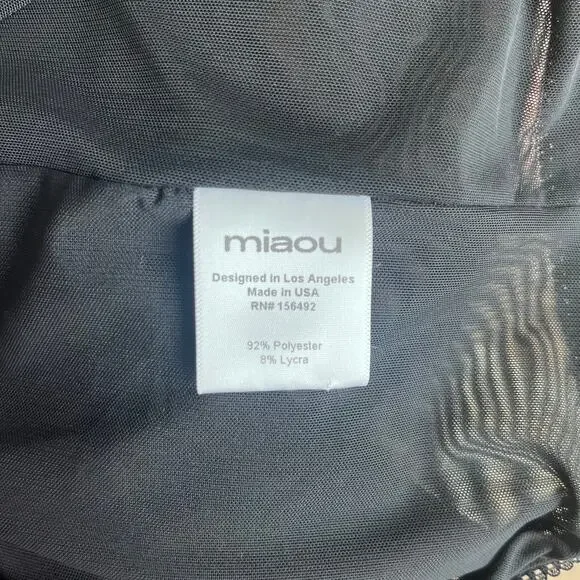 miaou
Designed in Los Angeles
Made in USA
RN# 156492
92% Polyester
8% Lycra